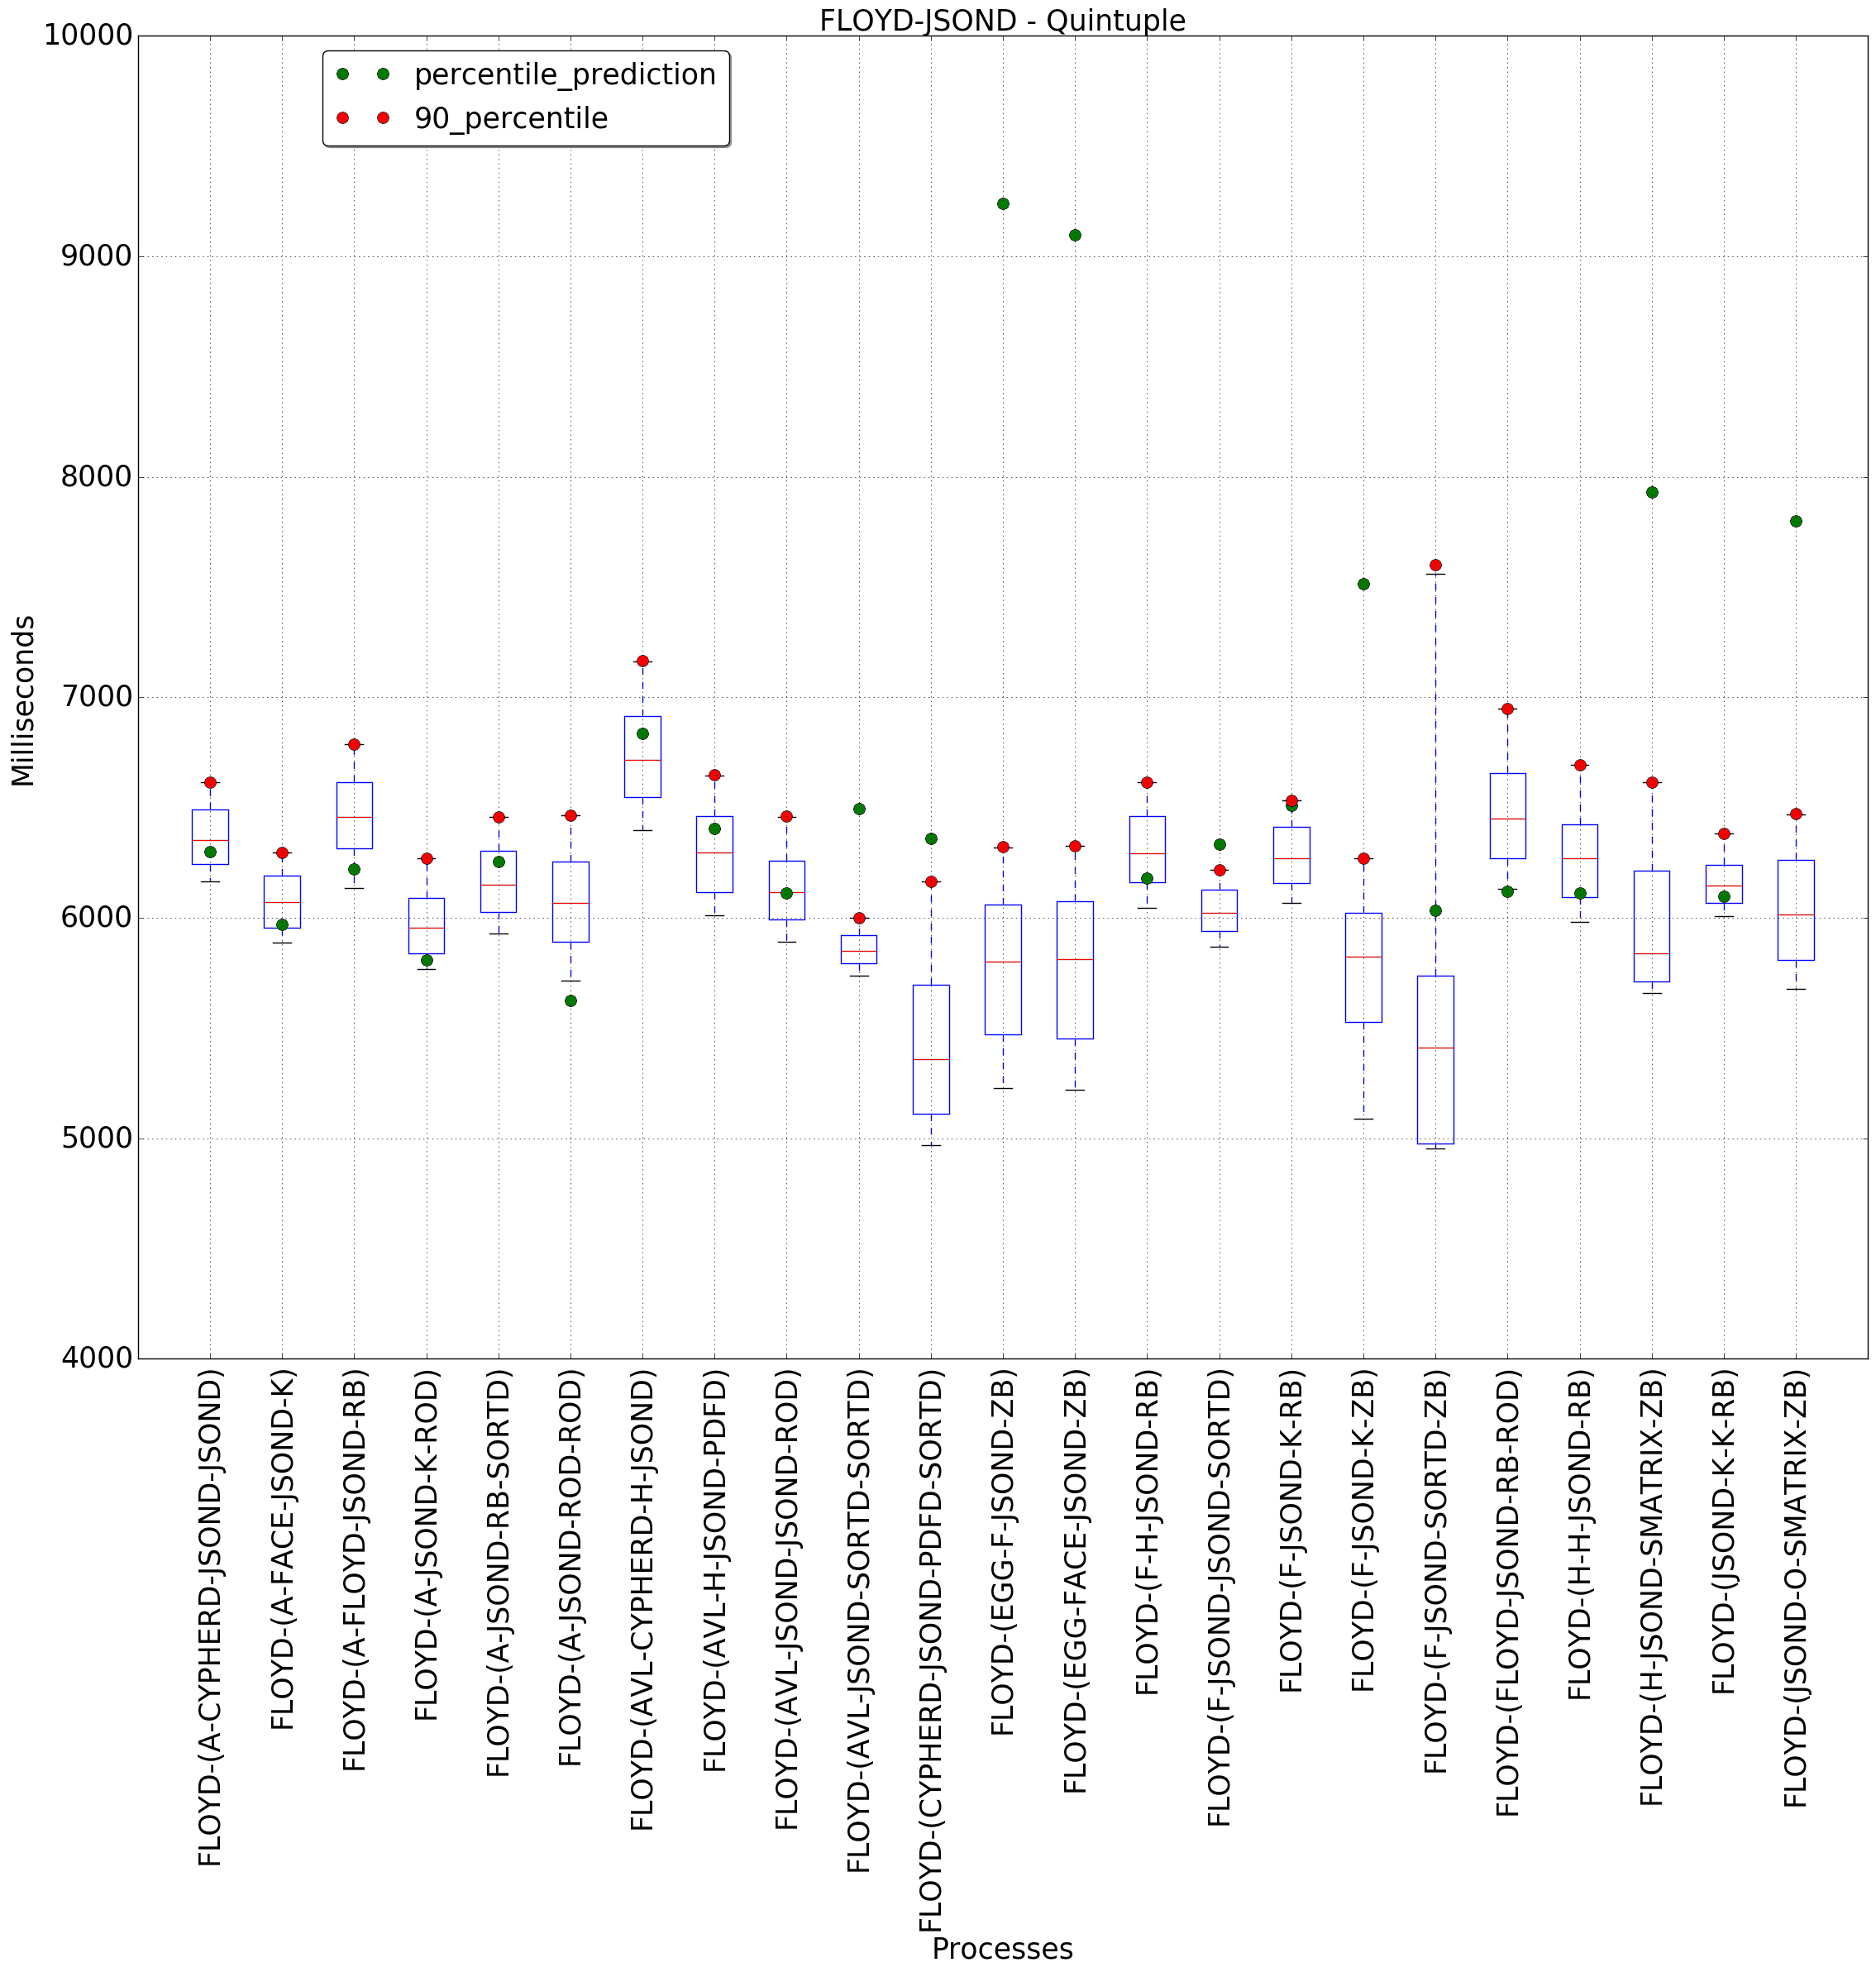 FLOYD-JSOND - Quintuple
percentile_prediction
90_percentile
10000
9000
8000
7000
6000
5000
4000
Milliseconds
FLOYD-(A-CYPHERD-JSOND-JSOND)
FLOYD-(A-FACE-JSOND-K)
FLOYD-(A-FLOYD-JSOND-RB)
FLOYD-(A-JSOND-K-ROD)
FLOYD-(A-JSOND-RB-SORTD)
FLOYD-(A-JSOND-ROD-ROD)
FLOYD-(AVL-CYPHERD-H-JSOND)
FLOYD-(AVL-H-JSOND-PDFD)
FLOYD-(AVL-JSOND-JSOND-ROD)
FLOYD-(AVL-JSOND-SORTD-SORTD)
FLOYD-(CYPHERD-JSOND-PDFD-SORTD)
FLOYD-(EGG-F-JSOND-ZB)
FLOYD-(EGG-FACE-JSOND-ZB)
FLOYD-(F-H-JSOND-RB)
FLOYD-(F-JSOND-JSOND-SORTD)
FLOYD-(F-JSOND-K-RB)
FLOYD-(F-JSOND-K-ZB)
FLOYD-(F-JSOND-SORTD-ZB)
FLOYD-(FLOYD-JSOND-RB-ROD)
FLOYD-(H-H-JSOND-RB)
FLOYD-(H-JSOND-SMATRIX-ZB)
FLOYD-(JSOND-K-K-RB)
FLOYD-(JSOND-O-SMATRIX-ZB)
Processes